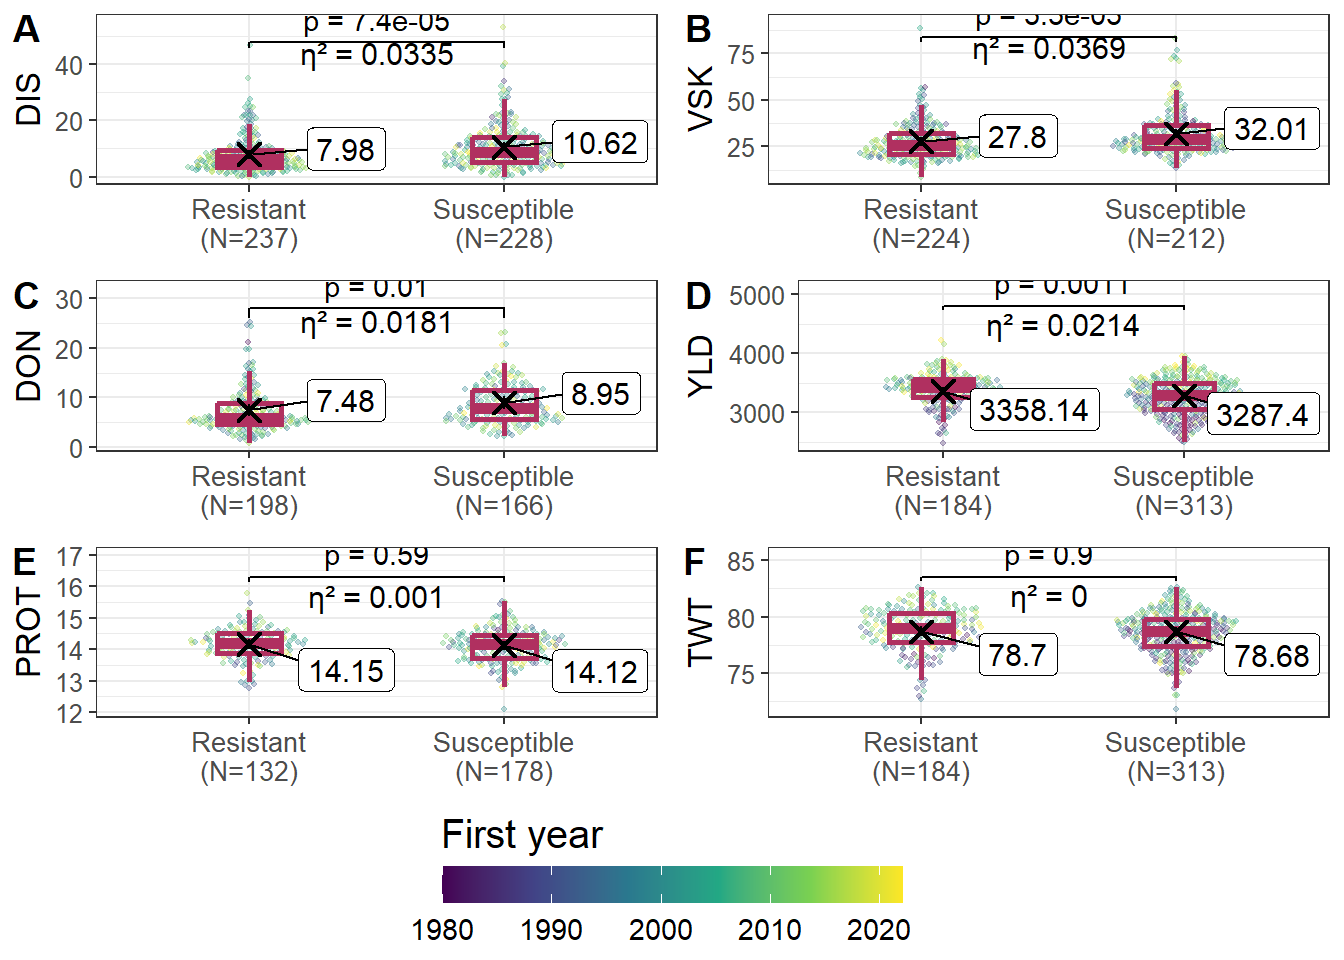 A
DIS
p = 7.4e-05
η² = 0.0335
40
20
0
7.98
10.62
Resistant
(N=237)
Susceptible
(N=228)
B
VSK
η² = 0.0369
75
50
25
27.8
32.01
Resistant
(N=224)
Susceptible
(N=212)
C
DON
p = 0.01
η² = 0.0181
30
20
10
0
7.48
8.95
Resistant
(N=198)
Susceptible
(N=166)
D
YLD
p = 0.0011
η² = 0.0214
5000
4000
3000
3358.14
3287.4
Resistant
(N=184)
Susceptible
(N=313)
E
PROT
p = 0.59
η² = 0.001
17
16
15
14
13
12
14.15
14.12
Resistant
(N=132)
Susceptible
(N=178)
F
TWT
p = 0.9
η² = 0
85
80
75
78.7
78.68
Resistant
(N=184)
Susceptible
(N=313)
First year
1980 1990 2000 2010 2020